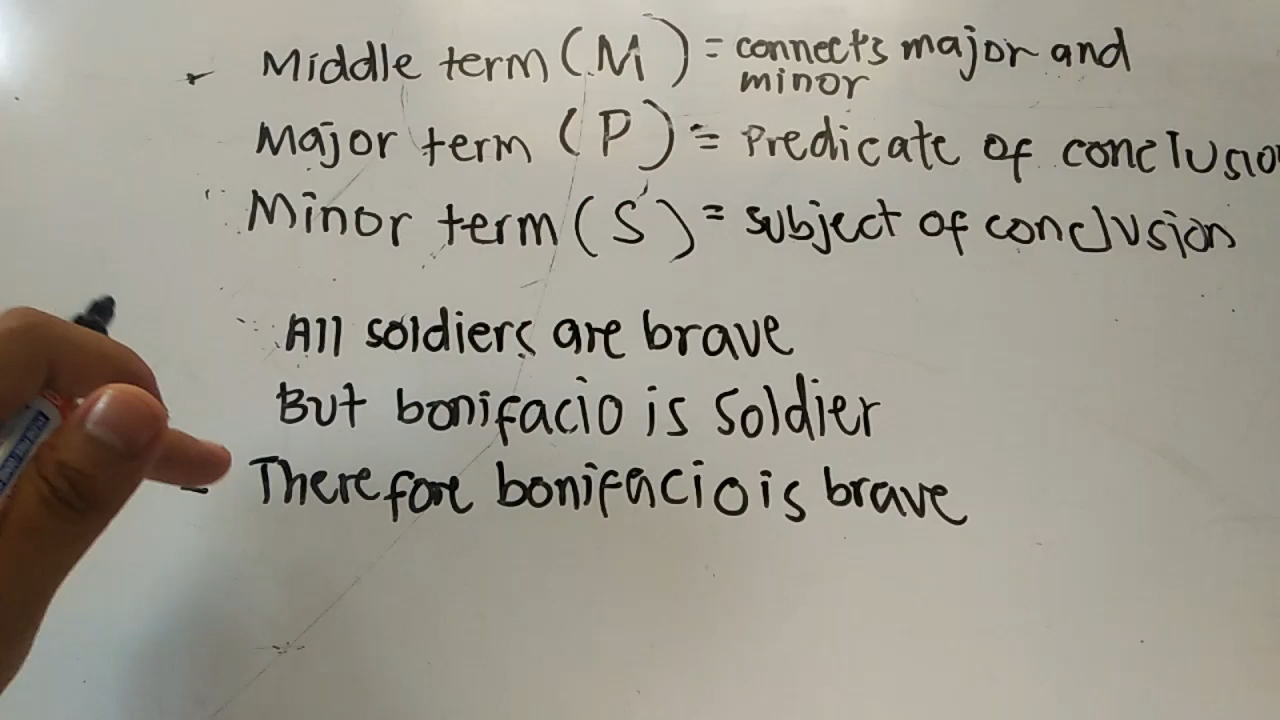 Middle term (M) = connects major and
minor
Major term (P) = Predicate of conclusio
Minor term (S) = subject of conclusion
All soldiers are brave
But bonifacio is soldier
Therefore bonifacio is brave